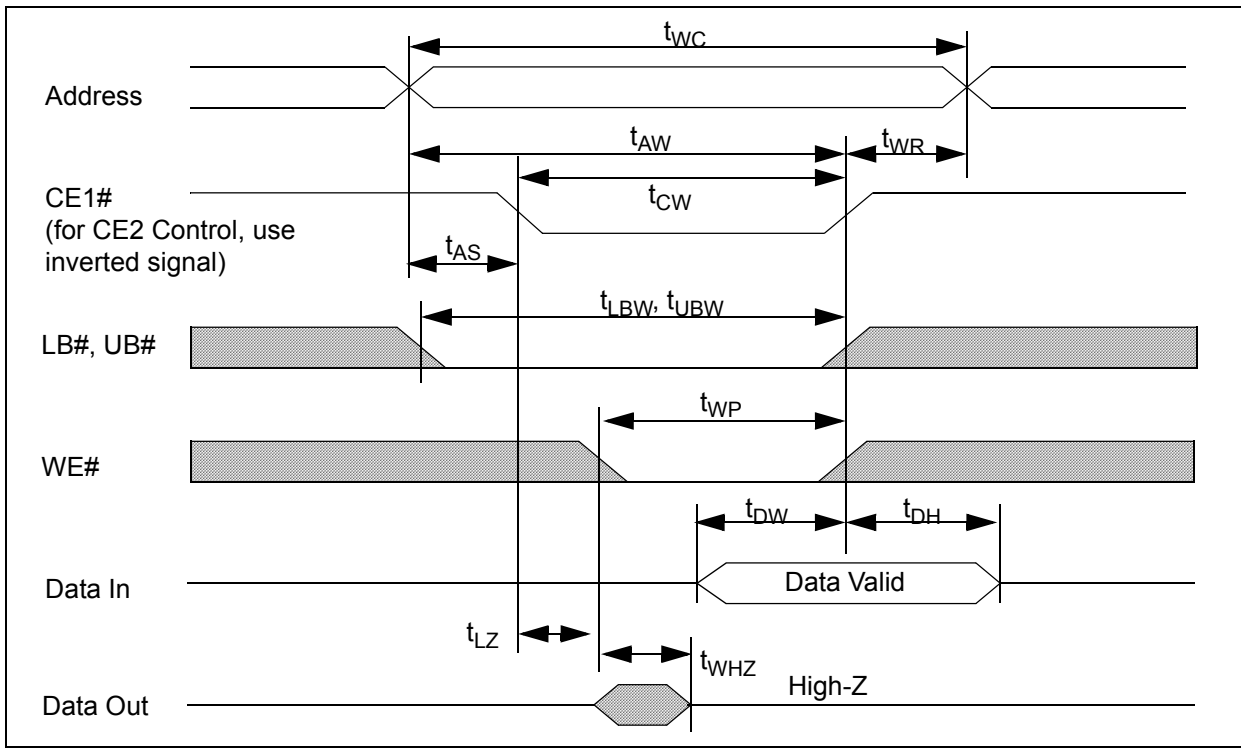 tWC
Address
tAW
tWR
CE1#
(for CE2 Control, use
inverted signal)
tCW
tAS
tLBW, tUBW
LB#, UB#
tWP
WE#
tDW
tDH
Data In
Data Valid
tLZ
tWHZ
Data Out
High-Z